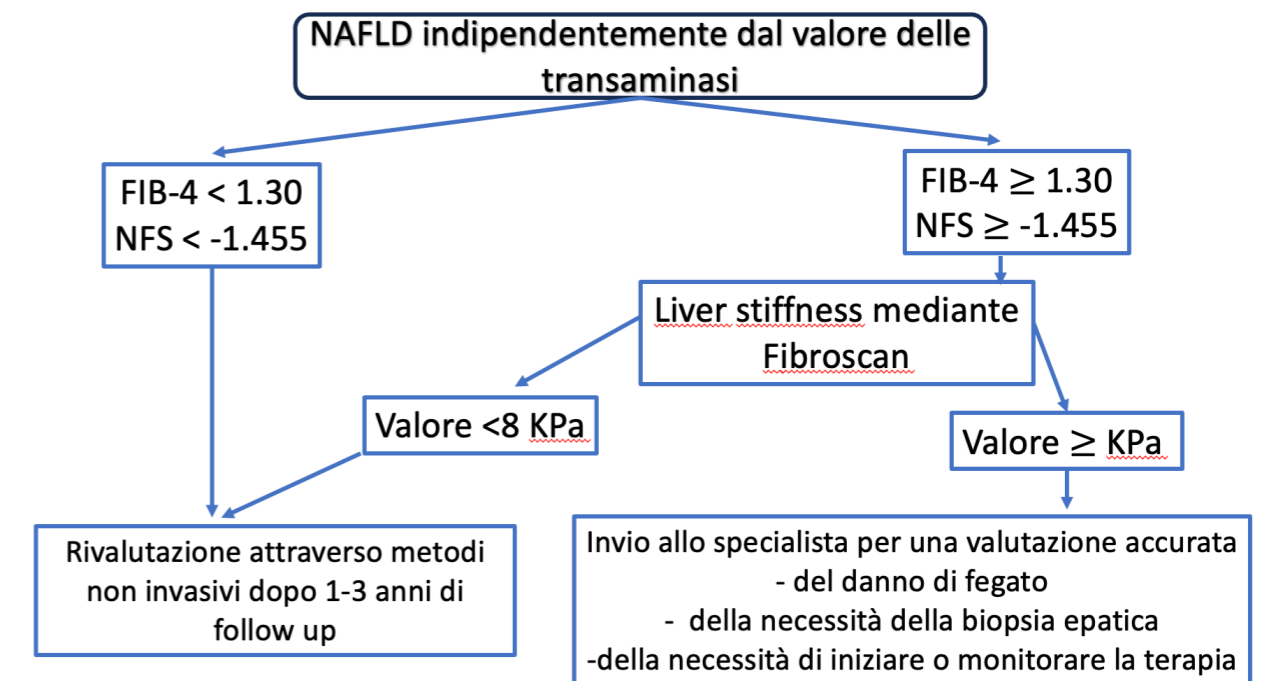 NAFLD indipendentemente dal valore delle
transaminasi
FIB-4 < 1.30
NFS < -1.455
FIB-4 ≥ 1.30
NFS ≥ -1.455
Liver stiffness mediante
Fibroscan
Valore <8 KPa
Valore ≥ KPa
Rivalutazione attraverso metodi
non invasivi dopo 1-3 anni di
follow up
Invio allo specialista per una valutazione accurata
- del danno di fegato
- della necessità della biopsia epatica
-della necessità di iniziare o monitorare la terapia